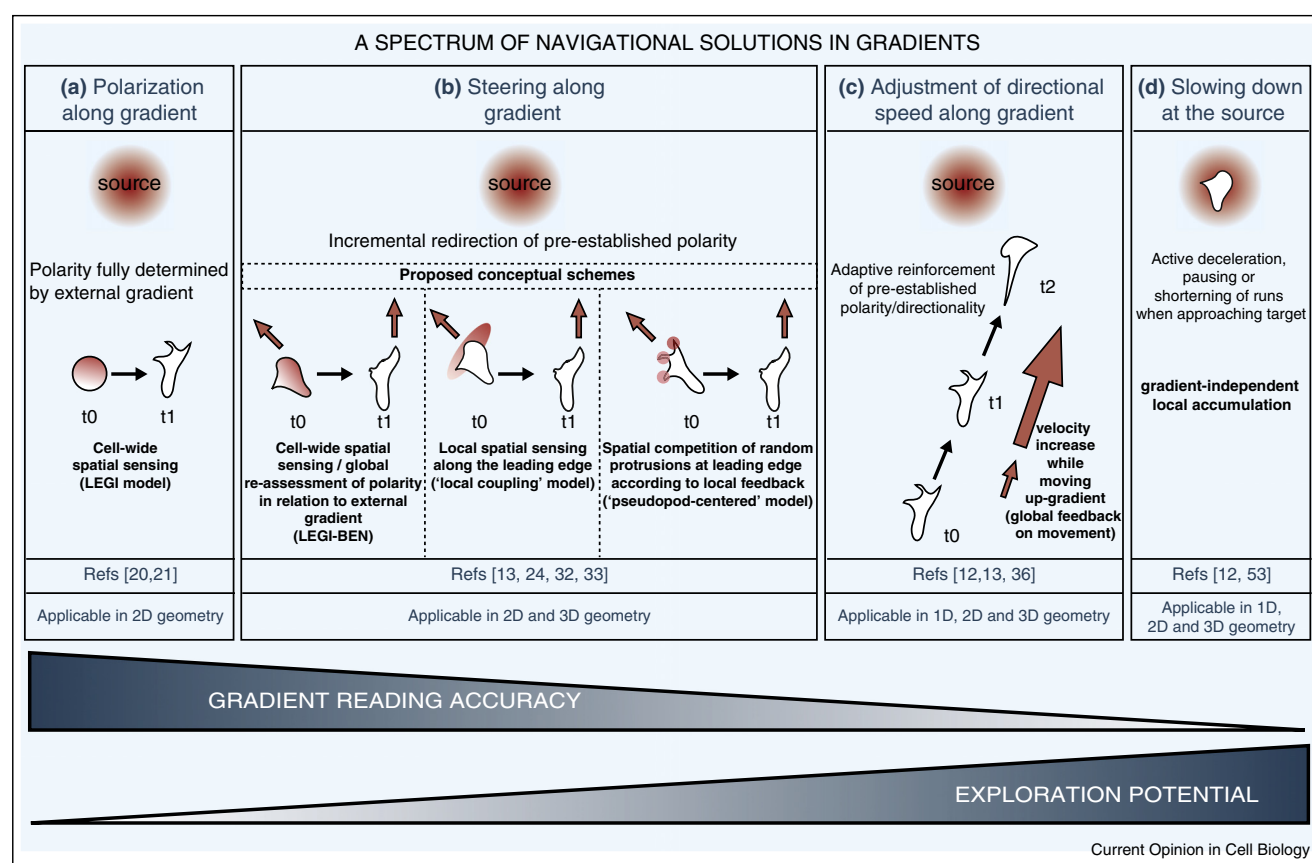 A SPECTRUM OF NAVIGATIONAL SOLUTIONS IN GRADIENTS
(a) Polarization
along gradient
source
Polarity fully determined
by external gradient
t0
t1
Cell-wide
spatial sensing
(LEGI model)
Refs [20,21]
Applicable in 2D geometry
(b) Steering along
gradient
source
Incremental redirection of pre-established polarity
Proposed conceptual schemes
t0
t1
Cell-wide spatial
sensing / global
re-assessment of polarity
in relation to external
gradient
(LEGI-BEN)
t0
t1
Local spatial sensing
along the leading edge
(‘local coupling’ model)
t0
t1
Spatial competition of random
protrusions at leading edge
according to local feedback
(‘pseudopod-centered’ model)
Refs [13, 24, 32, 33]
Applicable in 2D and 3D geometry
(c) Adjustment of directional
speed along gradient
source
Adaptive reinforcement
of pre-established
polarity/directionality
t2
t1
t0
velocity
increase
while
moving
up-gradient
(global feedback
on movement)
Refs [12,13, 36]
Applicable in 1D, 2D and 3D geometry
(d) Slowing down
at the source
Active deceleration,
pausing or
shorterning of runs
when approaching target
gradient-independent
local accumulation
Refs [12, 53]
Applicable in 1D,
2D and 3D geometry
GRADIENT READING ACCURACY
EXPLORATION POTENTIAL
Current Opinion in Cell Biology